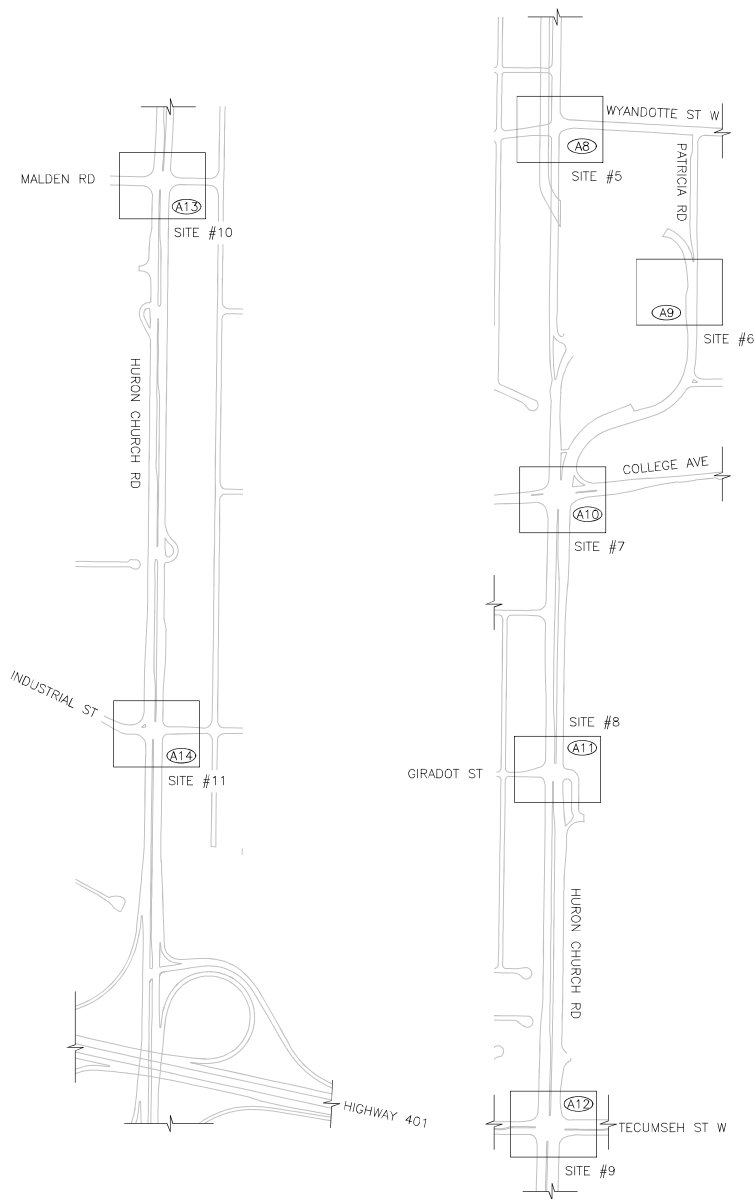 MALDEN RD
A13
SITE #10
HURON CHURCH RD
INDUSTRIAL ST
A14
SITE #11
HIGHWAY 401
WYANDOTTE ST W
A8
SITE #5
PATRICIA RD
A9
SITE #6
COLLEGE AVE
A10
SITE #7
SITE #8
A11
GIRADOT ST
HURON CHURCH RD
A12
TECUMSEH ST W
SITE #9